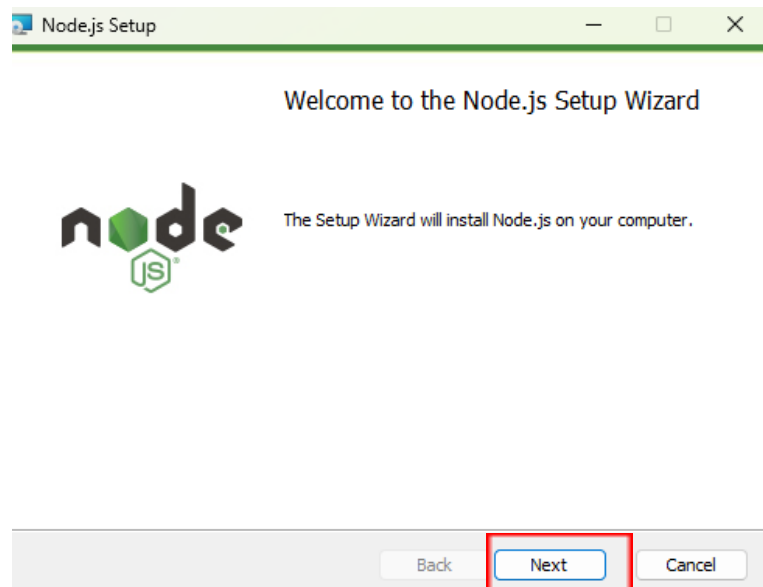 Node.js Setup
Welcome to the Node.js Setup Wizard
node
JS
The Setup Wizard will install Node.js on your computer.
Back
Next
Cancel